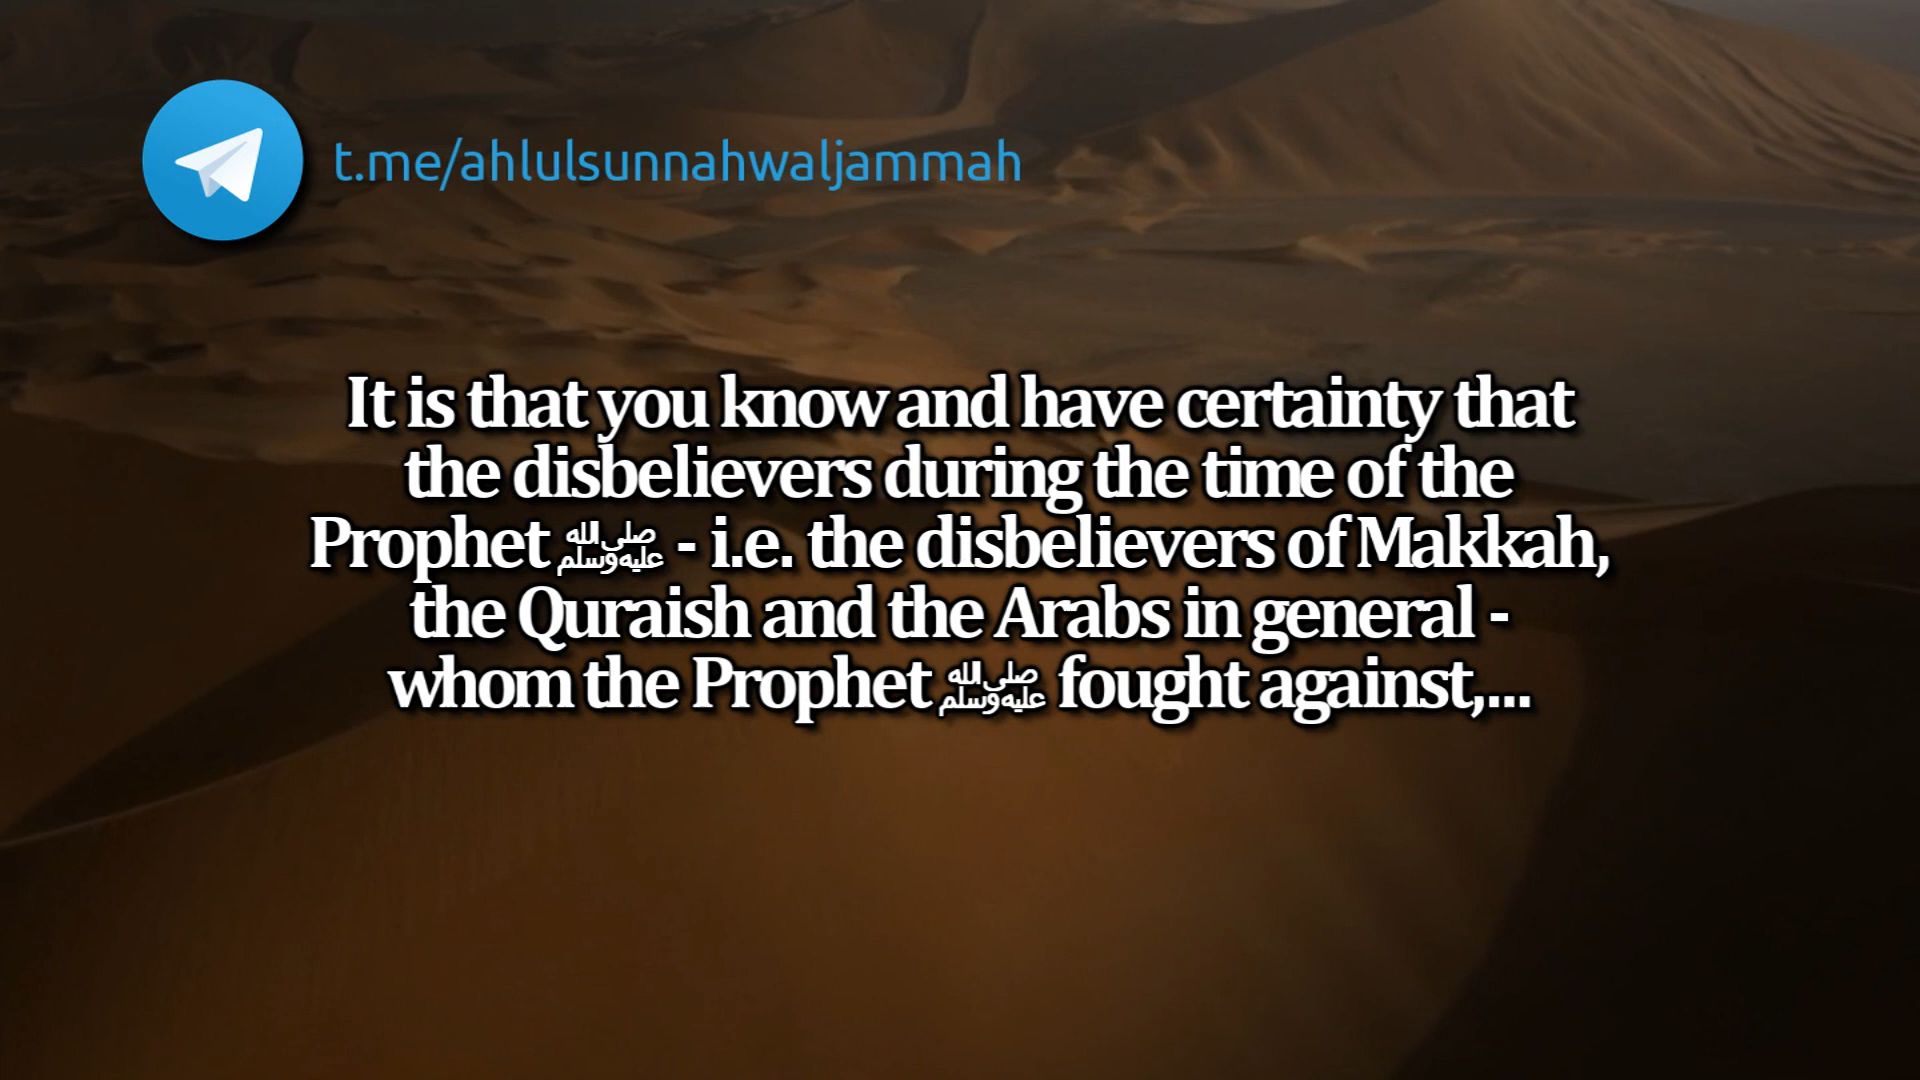 t.me/ahlulsunnahwaljammah
It is that you know and have certainty that
the disbelievers during the time of the
Prophet ﷺ - i.e. the disbelievers of Makkah,
the Quraish and the Arabs in general -
whom the Prophet ﷺ fought against,...